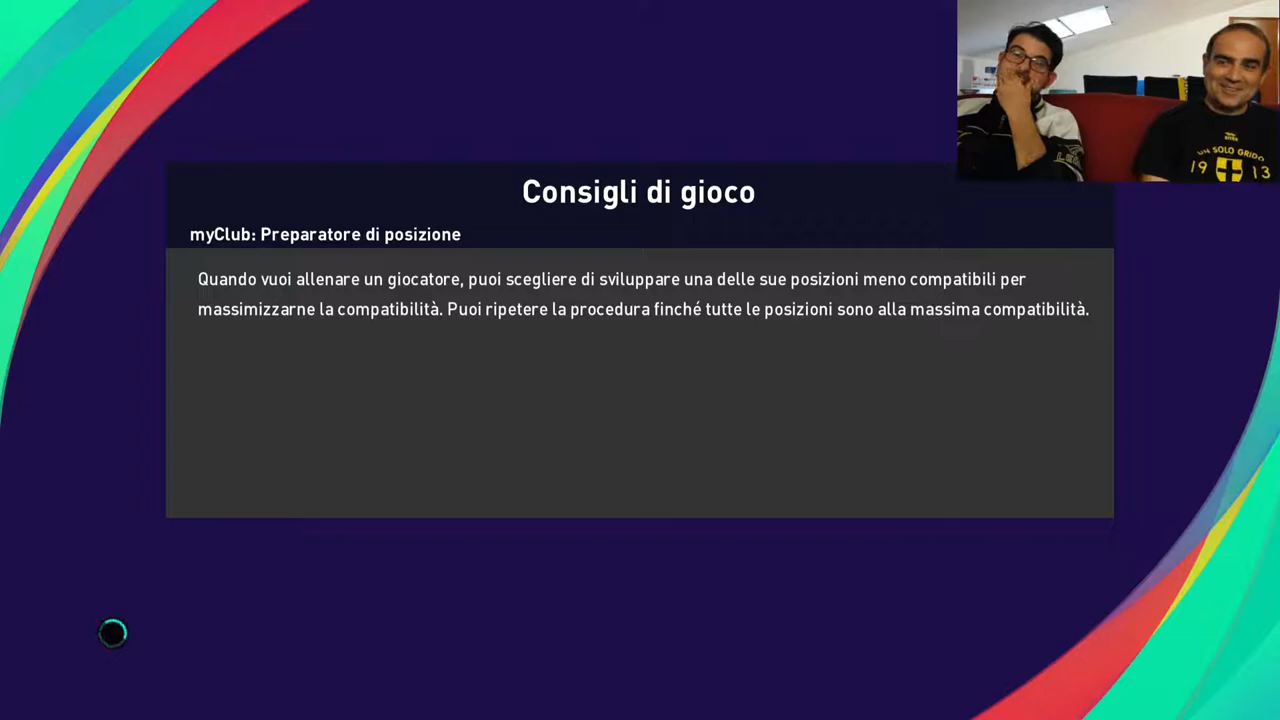 Consigli di gioco
myClub: Preparatore di posizione
Quando vuoi allenare un giocatore, puoi scegliere di sviluppare una delle sue posizioni meno compatibili per
massimizzarne la compatibilità. Puoi ripetere la procedura finché tutte le posizioni sono alla massima compatibilità.
UN SOLO GRIDO
19 13